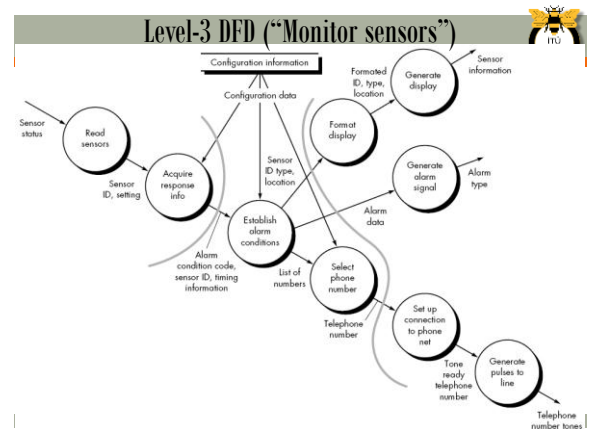 Level-3 DFD (“Monitor sensors”)
ITU
Configuration information
Configuration data
Sensor
status
Read
sensors
Sensor
ID, setting
Acquire
response
info
Alarm
condition code,
sensor ID, timing
information
Establish
alarm
conditions
Sensor
ID type,
location
Format
display
Formated
ID, type,
location
Generate
display
Sensor
information
Alarm
data
Generate
alarm
signal
Alarm
type
List of
numbers
Select
phone
number
Telephone
number
Set up
connection
to phone
net
Tone
ready
telephone
number
Generate
pulses to
line
Telephone
number tones